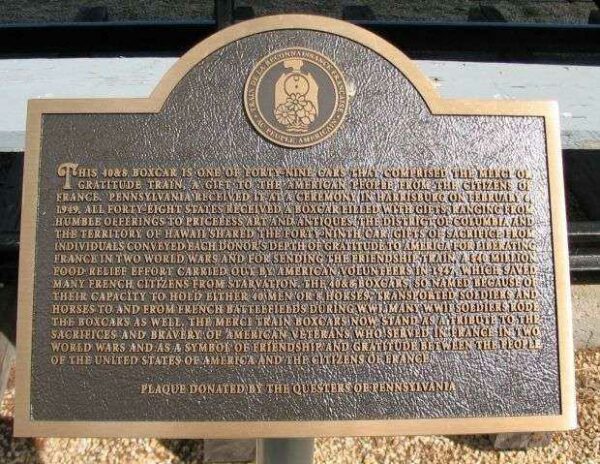 TRAIN DE LA RECONNAISSANCE FRANÇAISE
AU PEUPLE AMERICAIN
THIS 40&8 BOXCAR IS ONE OF FORTY-NINE CARS THAT COMPRISED THE MERCI OR
GRATITUDE TRAIN, A GIFT TO THE AMERICAN PEOPLE FROM THE CITIZENS OF
FRANCE. PENNSYLVANIA RECEIVED IT AT A CEREMONY IN HARRISBURG ON FEBRUARY 6,
1949. ALL FORTY-EIGHT STATES RECEIVED A BOXCAR FILLED WITH GIFTS RANGING FROM
HUMBLE OFFERINGS TO PRICELESS ART AND ANTIQUES. THE DISTRICT OF COLUMBIA AND
THE TERRITORY OF HAWAII SHARED THE FORTY-NINTH CAR. GIFTS OF SACRIFICE FROM
INDIVIDUALS CONVEYED EACH DONOR'S DEPTH OF GRATITUDE TO AMERICA FOR LIBERATING
FRANCE IN TWO WORLD WARS AND FOR SENDING THE FRIENDSHIP TRAIN, A $40 MILLION
FOOD RELIEF EFFORT CARRIED OUT BY AMERICAN VOLUNTEERS IN 1947, WHICH SAVED
MANY FRENCH CITIZENS FROM STARVATION. THE 40&8 BOXCARS, SO NAMED BECAUSE OF
THEIR CAPACITY TO HOLD EITHER 40 MEN OR 8 HORSES, TRANSPORTED SOLDIERS AND
HORSES TO AND FROM FRENCH BATTLEFIELDS DURING WWI. MANY WWII SOLDIERS RODE
THE BOXCARS AS WELL. THE MERCI TRAIN BOXCARS NOW STAND AS A TRIBUTE TO THE
SACRIFICES AND BRAVERY OF AMERICAN VETERANS WHO SERVED IN FRANCE IN TWO
WORLD WARS AND AS A SYMBOL OF FRIENDSHIP AND GRATITUDE BETWEEN THE PEOPLE
OF THE UNITED STATES OF AMERICA AND THE CITIZENS OF FRANCE.
PLAQUE DONATED BY THE QUESTERS OF PENNSYLVANIA